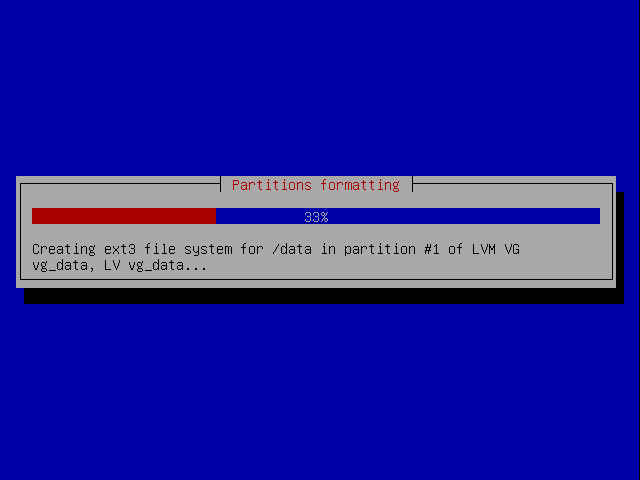 Partitions formatting
33%
Creating ext3 file system for /data in partition #1 of LVM VG
vg_data, LV vg_data...